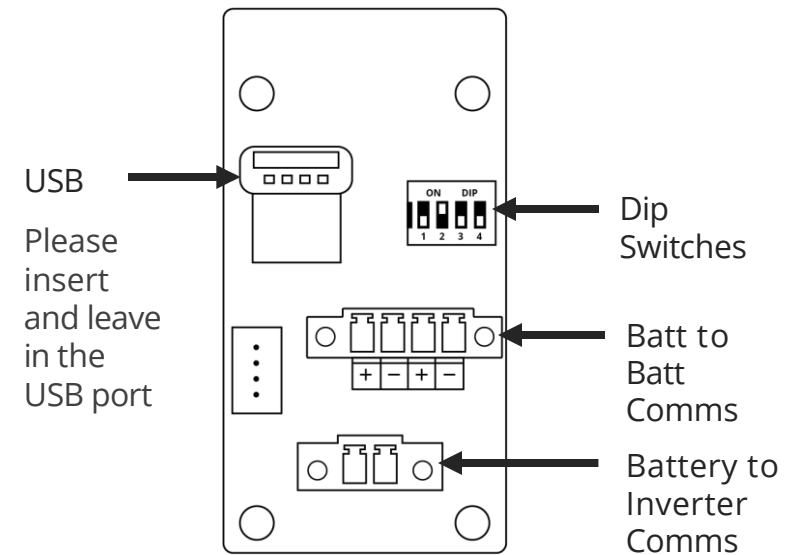 USB
Please
insert
and leave
in the
USB port
ON DIP
1 2 3 4
Dip
Switches
Batt to
Batt
Comms
+ − + −
Battery to
Inverter
Comms